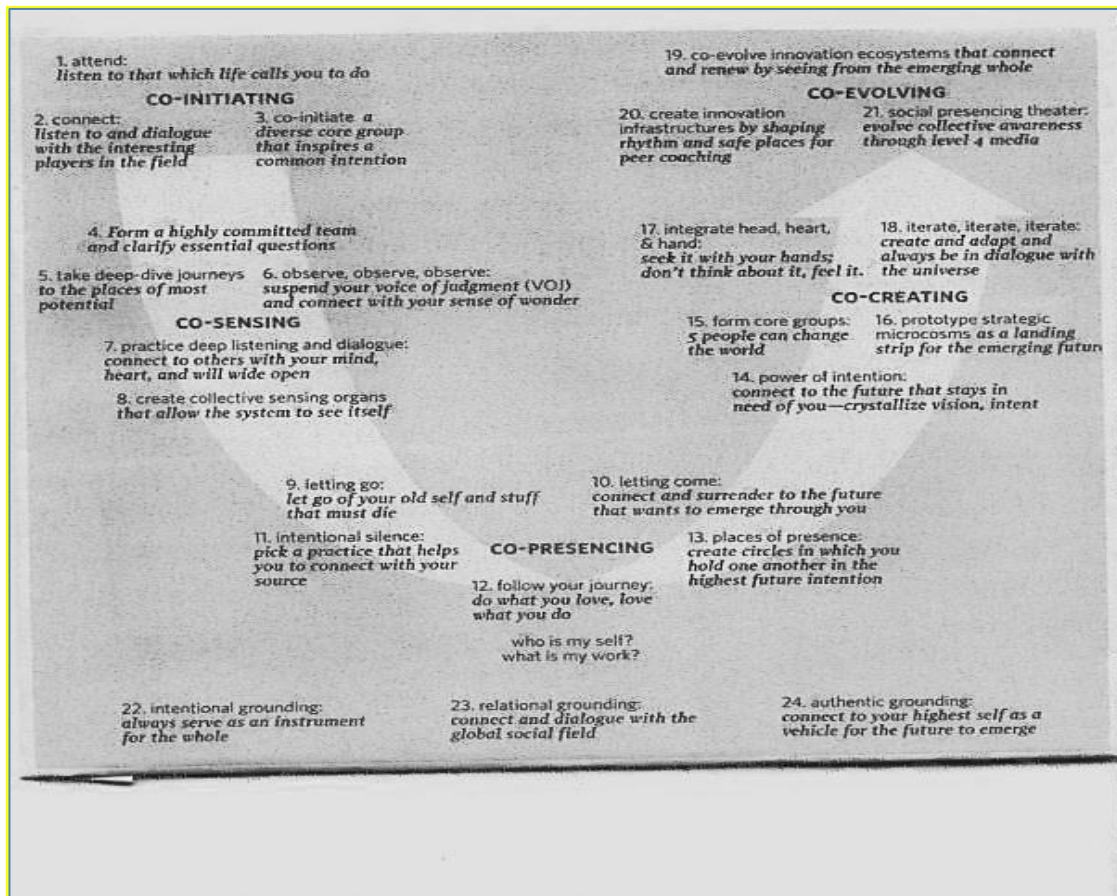 1. attend:
listen to that which life calls you to do
CO-INITIATING
2. connect:
listen to and dialogue
with the interesting
players in the field
3. co-initiate a
diverse core group
that inspires a
common intention
4. Form a highly committed team
and clarify essential questions
5. take deep-dive journeys
to the places of most
potential
6. observe, observe, observe:
suspend your voice of judgment (VOJ)
and connect with your sense of wonder
CO-SENSING
7. practice deep listening and dialogue:
connect to others with your mind,
heart, and will wide open
8. create collective sensing organs
that allow the system to see itself
9. letting go:
let go of your old self and stuff
that must die
10. letting come:
connect and surrender to the future
that wants to emerge through you
11. intentional silence:
pick a practice that helps
you to connect with your
source
CO-PRESENCING
12. follow your journey:
do what you love, love
what you do
who is my self?
what is my work?
13. places of presence:
create circles in which you
hold one another in the
highest future intention
14. power of intention:
connect to the future that stays in
need of you—crystallize vision, intent
15. form core groups:
5 people can change
the world
16. prototype strategic
microcosms as a landing
strip for the emerging futur
CO-CREATING
17. integrate head, heart,
& hand:
seek it with your hands;
don't think about it, feel it.
18. iterate, iterate, iterate:
create and adapt and
always be in dialogue with
the universe
19. co-evolve innovation ecosystems that connect
and renew by seeing from the emerging whole
CO-EVOLVING
20. create innovation
infrastructures by shaping
rhythm and safe places for
peer coaching
21. social presencing theater:
evolve collective awareness
through level 4 media
22. intentional grounding:
always serve as an instrument
for the whole
23. relational grounding:
connect and dialogue with the
global social field
24. authentic grounding:
connect to your highest self as a
vehicle for the future to emerge